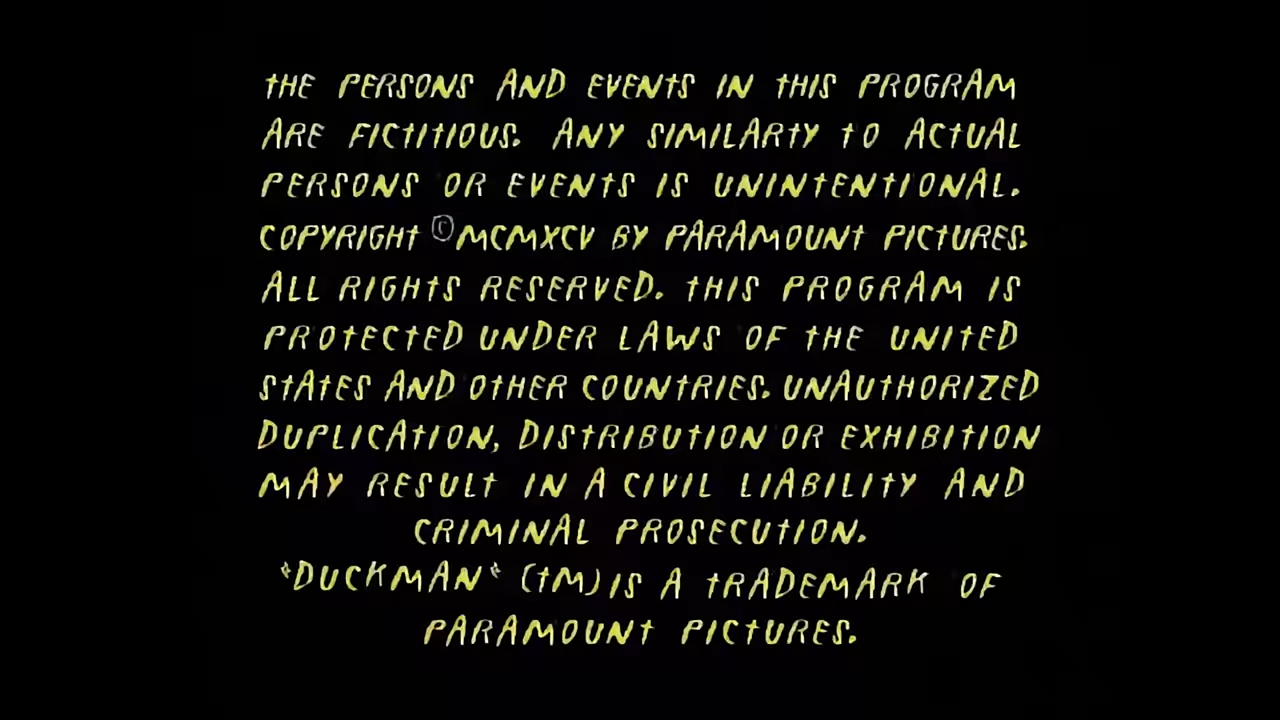 THE PERSONS AND EVENTS IN THIS PROGRAM
ARE FICTITIOUS. ANY SIMILARTY TO ACTUAL
PERSONS OR EVENTS IS UNINTENTIONAL.
COPYRIGHT ©MCMXCV BY PARAMOUNT PICTURES.
ALL RIGHTS RESERVED. THIS PROGRAM IS
PROTECTED UNDER LAWS OF THE UNITED
STATES AND OTHER COUNTRIES. UNAUTHORIZED
DUPLICATION, DISTRIBUTION OR EXHIBITION
MAY RESULT IN A CIVIL LIABILITY AND
CRIMINAL PROSECUTION.
"DUCKMAN" (TM) IS A TRADEMARK OF
PARAMOUNT PICTURES.